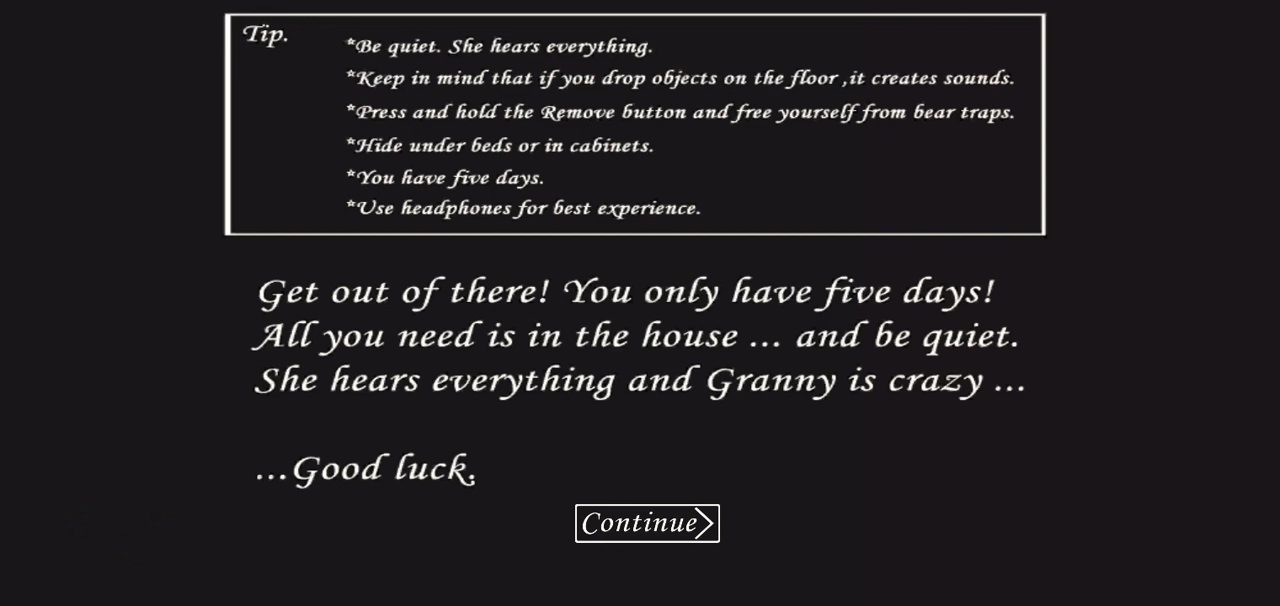 Tip.
*Be quiet. She hears everything.
*Keep in mind that if you drop objects on the floor ,it creates sounds.
*Press and hold the Remove button and free yourself from bear traps.
*Hide under beds or in cabinets.
*You have five days.
*Use headphones for best experience.
Get out of there! You only have five days!
All you need is in the house ... and be quiet.
She hears everything and Granny is crazy ...
...Good luck.
Continue